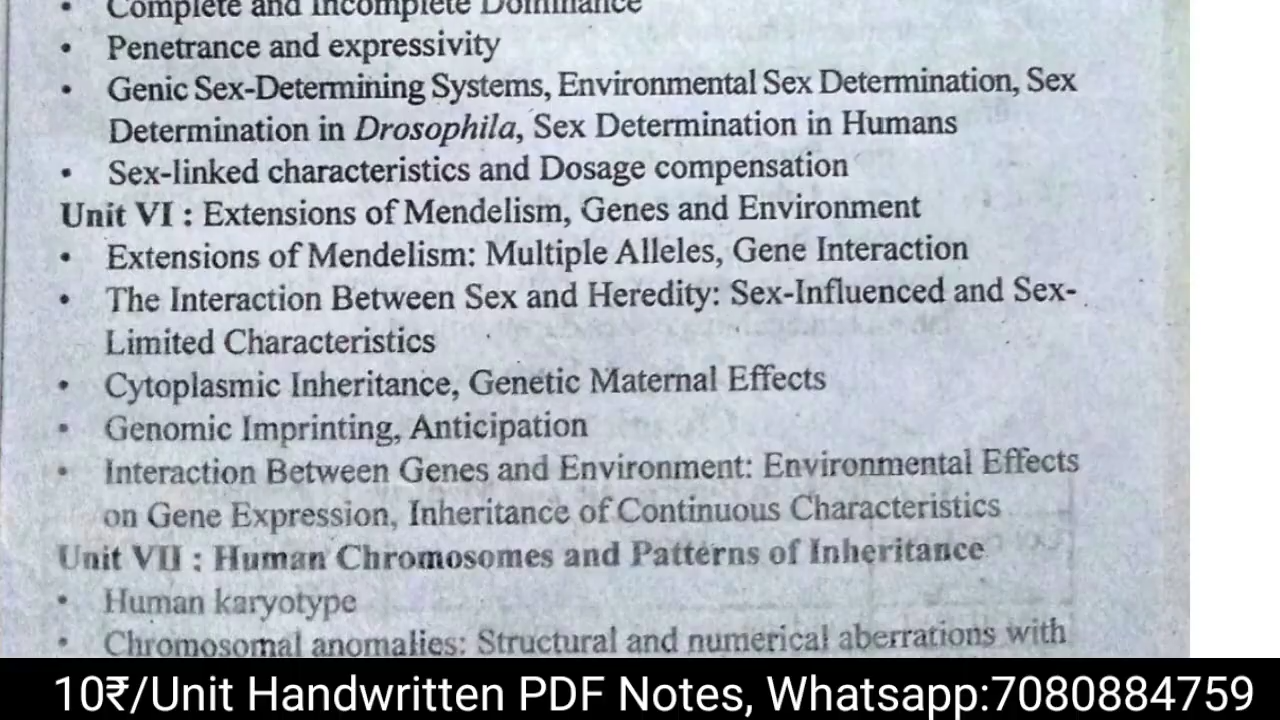 • Complete and Incomplete Dominance
• Penetrance and expressivity
• Genic Sex-Determining Systems, Environmental Sex Determination, Sex
Determination in Drosophila, Sex Determination in Humans
• Sex-linked characteristics and Dosage compensation
Unit VI : Extensions of Mendelism, Genes and Environment
• Extensions of Mendelism: Multiple Alleles, Gene Interaction
• The Interaction Between Sex and Heredity: Sex-Influenced and Sex-
Limited Characteristics
• Cytoplasmic Inheritance, Genetic Maternal Effects
• Genomic Imprinting, Anticipation
• Interaction Between Genes and Environment: Environmental Effects
on Gene Expression, Inheritance of Continuous Characteristics
Unit VII : Human Chromosomes and Patterns of Inheritance
• Human karyotype
• Chromosomal anomalies: Structural and numerical aberrations with
10₹/Unit Handwritten PDF Notes, Whatsapp:7080884759